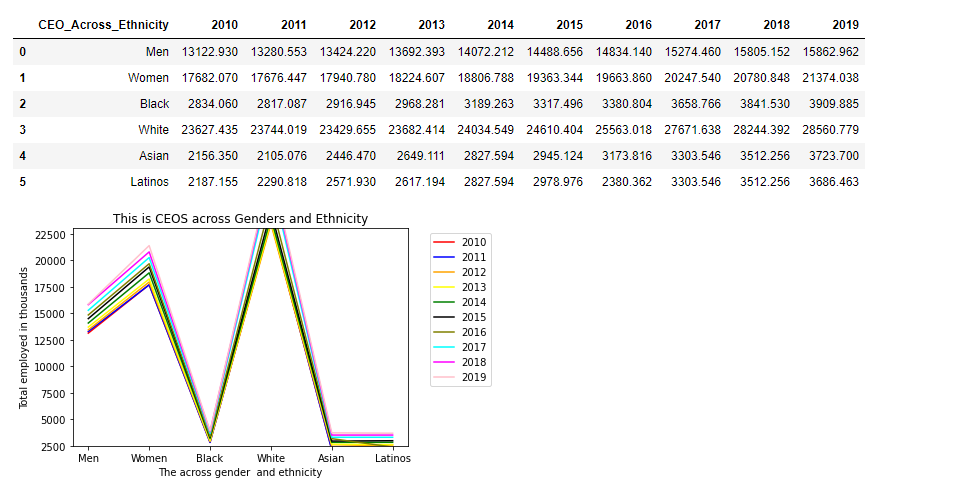 CEO_Across_Ethnicity 2010 2011 2012 2013 2014 2015 2016 2017 2018 2019
0 Men 13122.930 13280.553 13424.220 13692.393 14072.212 14488.656 14834.140 15274.460 15805.152 15862.962
1 Women 17682.070 17676.447 17940.780 18224.607 18806.788 19363.344 19663.860 20247.540 20780.848 21374.038
2 Black 2834.060 2817.087 2916.945 2968.281 3189.263 3317.496 3380.804 3658.766 3841.530 3909.885
3 White 23627.435 23744.019 23429.655 23682.414 24034.549 24610.404 25563.018 27671.638 28244.392 28560.779
4 Asian 2156.350 2105.076 2446.470 2649.111 2827.594 2945.124 3173.816 3303.546 3512.256 3723.700
5 Latinos 2187.155 2290.818 2571.930 2617.194 2827.594 2978.976 2380.362 3303.546 3512.256 3686.463
This is CEOS across Genders and Ethnicity
Total employed in thousands
22500
20000
17500
15000
12500
10000
7500
5000
2500
Men Women Black White Asian Latinos
The across gender and ethnicity
2010
2011
2012
2013
2014
2015
2016
2017
2018
2019